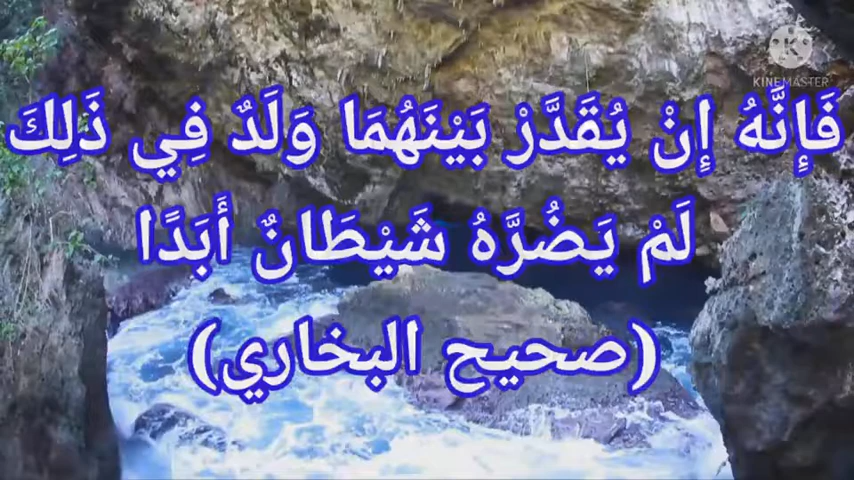 KINEMASTER
فَإِنَّهُ إِنْ يُقَدَّرْ بَيْنَهُمَا وَلَدٌ فِي ذَلِكَ
لَمْ يَضُرَّهُ شَيْطَانٌ أَبَدًا
(صحيح البخاري)